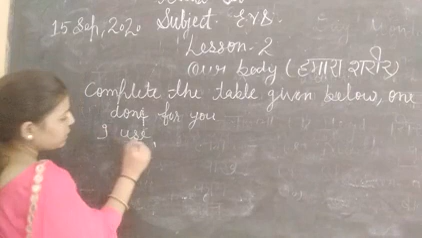 15 Sep, 2020 Subject. EVS.
Lesson-2
Our body (हमारा शरीर)
Complete the table given below, one
done for you
I use